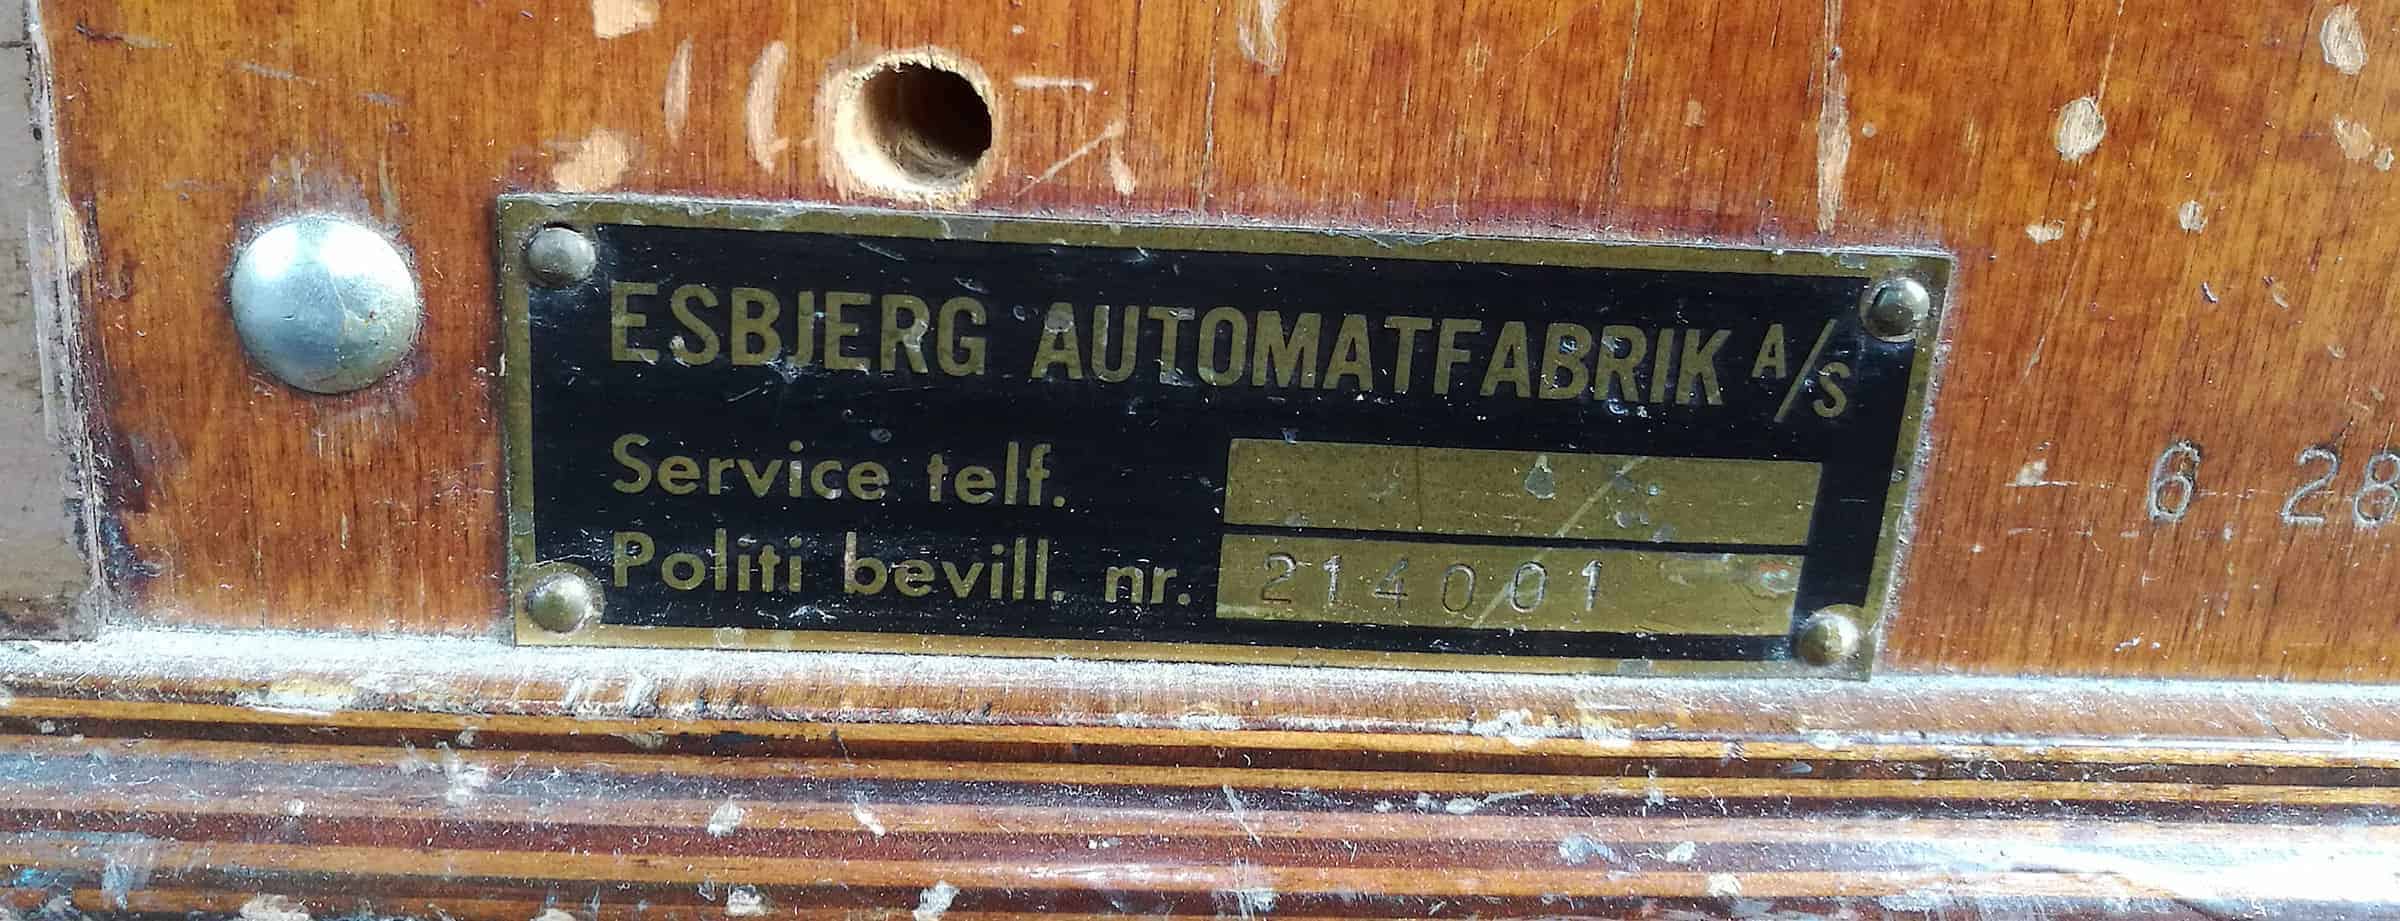 ESBJERG AUTOMATFABRIK A/S
Service telf.
Politi bevill. nr. 214001
6 28